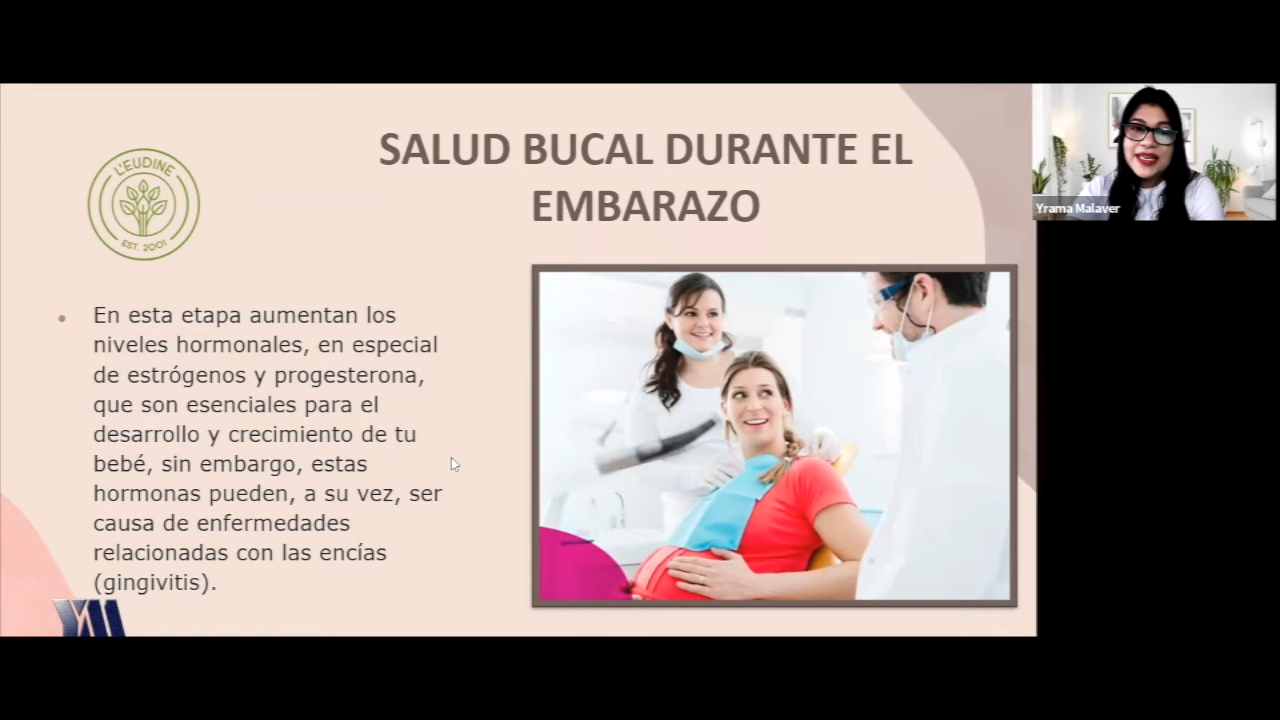 L'EUDINE
EST. 2001
SALUD BUCAL DURANTE EL
EMBARAZO
Yrama Malaver
En esta etapa aumentan los
niveles hormonales, en especial
de estrógenos y progesterona,
que son esenciales para el
desarrollo y crecimiento de tu
bebé, sin embargo, estas
hormonas pueden, a su vez, ser
causa de enfermedades
relacionadas con las encías
(gingivitis).